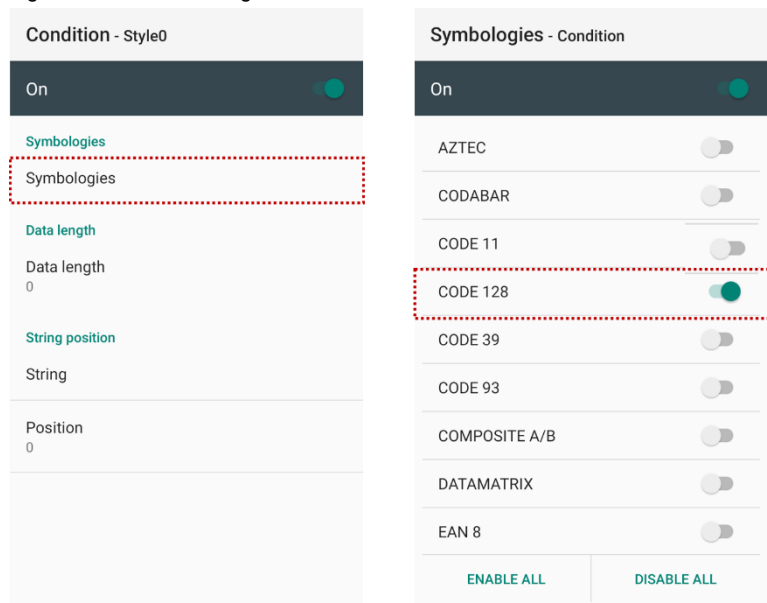 Condition - Style0
On
Symbologies
Symbologies
Data length
Data length
0
String position
String
Position
0
Symbologies - Condition
On
AZTEC
CODABAR
CODE 11
CODE 128
CODE 39
CODE 93
COMPOSITE A/B
DATAMATRIX
EAN 8
ENABLE ALL
DISABLE ALL